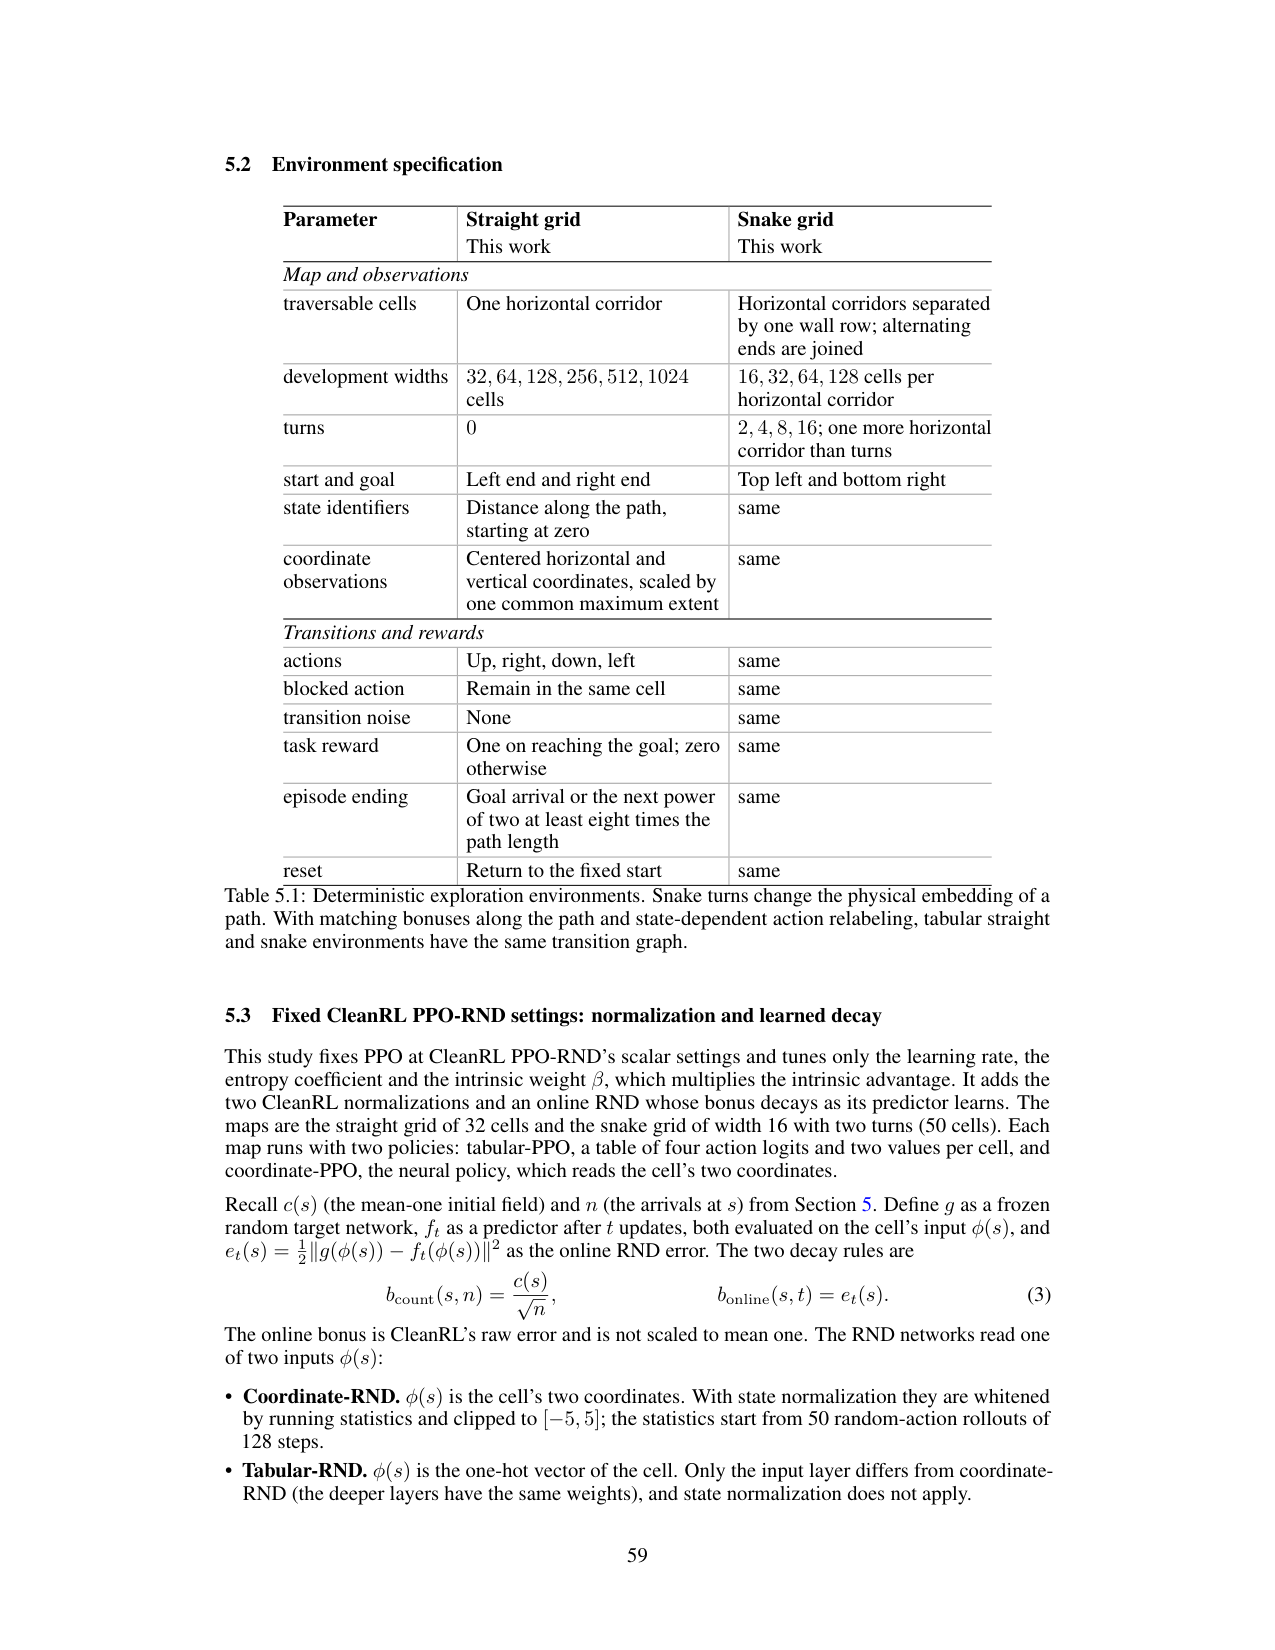 5.2 Environment specification
Parameter Straight grid Snake grid
This work This work
Map and observations
traversable cells One horizontal corridor Horizontal corridors separated
by one wall row; alternating
ends are joined
development widths 32, 64, 128, 256, 512, 1024 16, 32, 64, 128 cells per
cells horizontal corridor
turns 0 2, 4, 8, 16; one more horizontal
corridor than turns
start and goal Left end and right end Top left and bottom right
state identifiers Distance along the path, same
starting at zero
coordinate Centered horizontal and same
observations vertical coordinates, scaled by
one common maximum extent
Transitions and rewards
actions Up, right, down, left same
blocked action Remain in the same cell same
transition noise None same
task reward One on reaching the goal; zero same
otherwise
episode ending Goal arrival or the next power same
of two at least eight times the
path length
reset Return to the fixed start same
Table 5.1: Deterministic exploration environments. Snake turns change the physical embedding of a
path. With matching bonuses along the path and state-dependent action relabeling, tabular straight
and snake environments have the same transition graph.
5.3 Fixed CleanRL PPO-RND settings: normalization and learned decay
This study fixes PPO at CleanRL PPO-RND's scalar settings and tunes only the learning rate, the
entropy coefficient and the intrinsic weight β, which multiplies the intrinsic advantage. It adds the
two CleanRL normalizations and an online RND whose bonus decays as its predictor learns. The
maps are the straight grid of 32 cells and the snake grid of width 16 with two turns (50 cells). Each
map runs with two policies: tabular-PPO, a table of four action logits and two values per cell, and
coordinate-PPO, the neural policy, which reads the cell's two coordinates.
Recall c(s) (the mean-one initial field) and n (the arrivals at s) from Section 5. Define g as a frozen
random target network, f_t as a predictor after t updates, both evaluated on the cell's input ϕ(s), and
e_t(s) = ½‖g(ϕ(s)) − f_t(ϕ(s))‖² as the online RND error. The two decay rules are
b_count(s, n) = c(s)/√n, b_online(s, t) = e_t(s). (3)
The online bonus is CleanRL's raw error and is not scaled to mean one. The RND networks read one
of two inputs ϕ(s):
• Coordinate-RND. ϕ(s) is the cell's two coordinates. With state normalization they are whitened
by running statistics and clipped to [−5, 5]; the statistics start from 50 random-action rollouts of
128 steps.
• Tabular-RND. ϕ(s) is the one-hot vector of the cell. Only the input layer differs from coordinate-
RND (the deeper layers have the same weights), and state normalization does not apply.
59